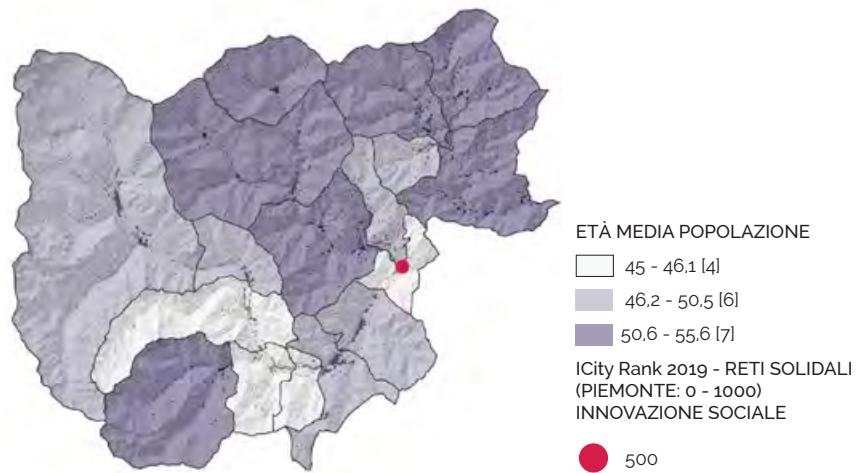 ETÀ MEDIA POPOLAZIONE
45 - 46,1 [4]
46,2 - 50,5 [6]
50,6 - 55,6 [7]
ICity Rank 2019 - RETI SOLIDALI
(PIEMONTE: 0 - 1000)
INNOVAZIONE SOCIALE
500